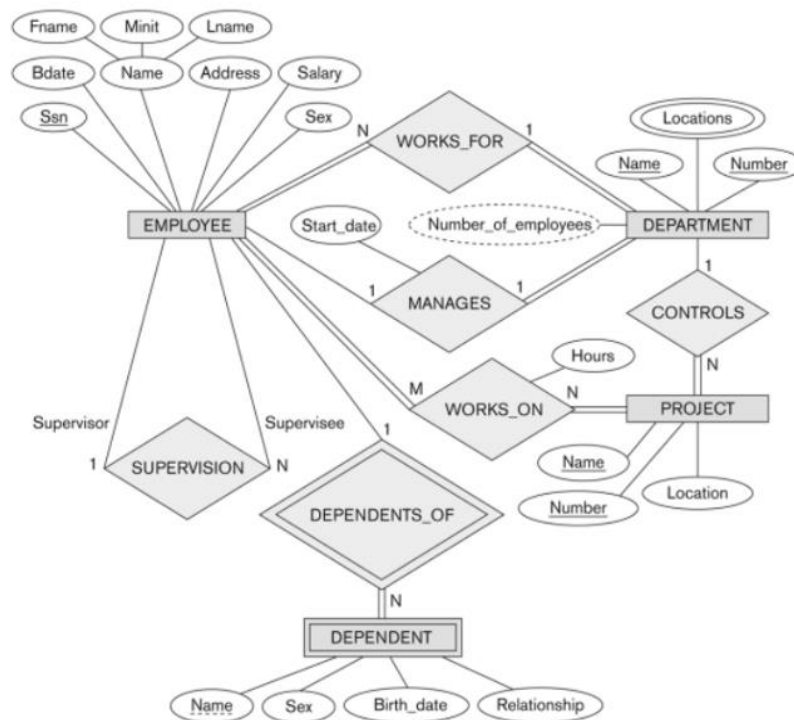 Fname
Minit
Lname
Bdate
Name
Address
Salary
Ssn
Sex
N
WORKS_FOR
1
Locations
Name
Number
EMPLOYEE
Start_date
Number_of_employees
DEPARTMENT
1
MANAGES
1
1
CONTROLS
N
Hours
M
WORKS_ON
N
PROJECT
Supervisor
Supervisee
1
SUPERVISION
N
1
Name
Number
Location
DEPENDENTS_OF
N
DEPENDENT
Name
Sex
Birth_date
Relationship